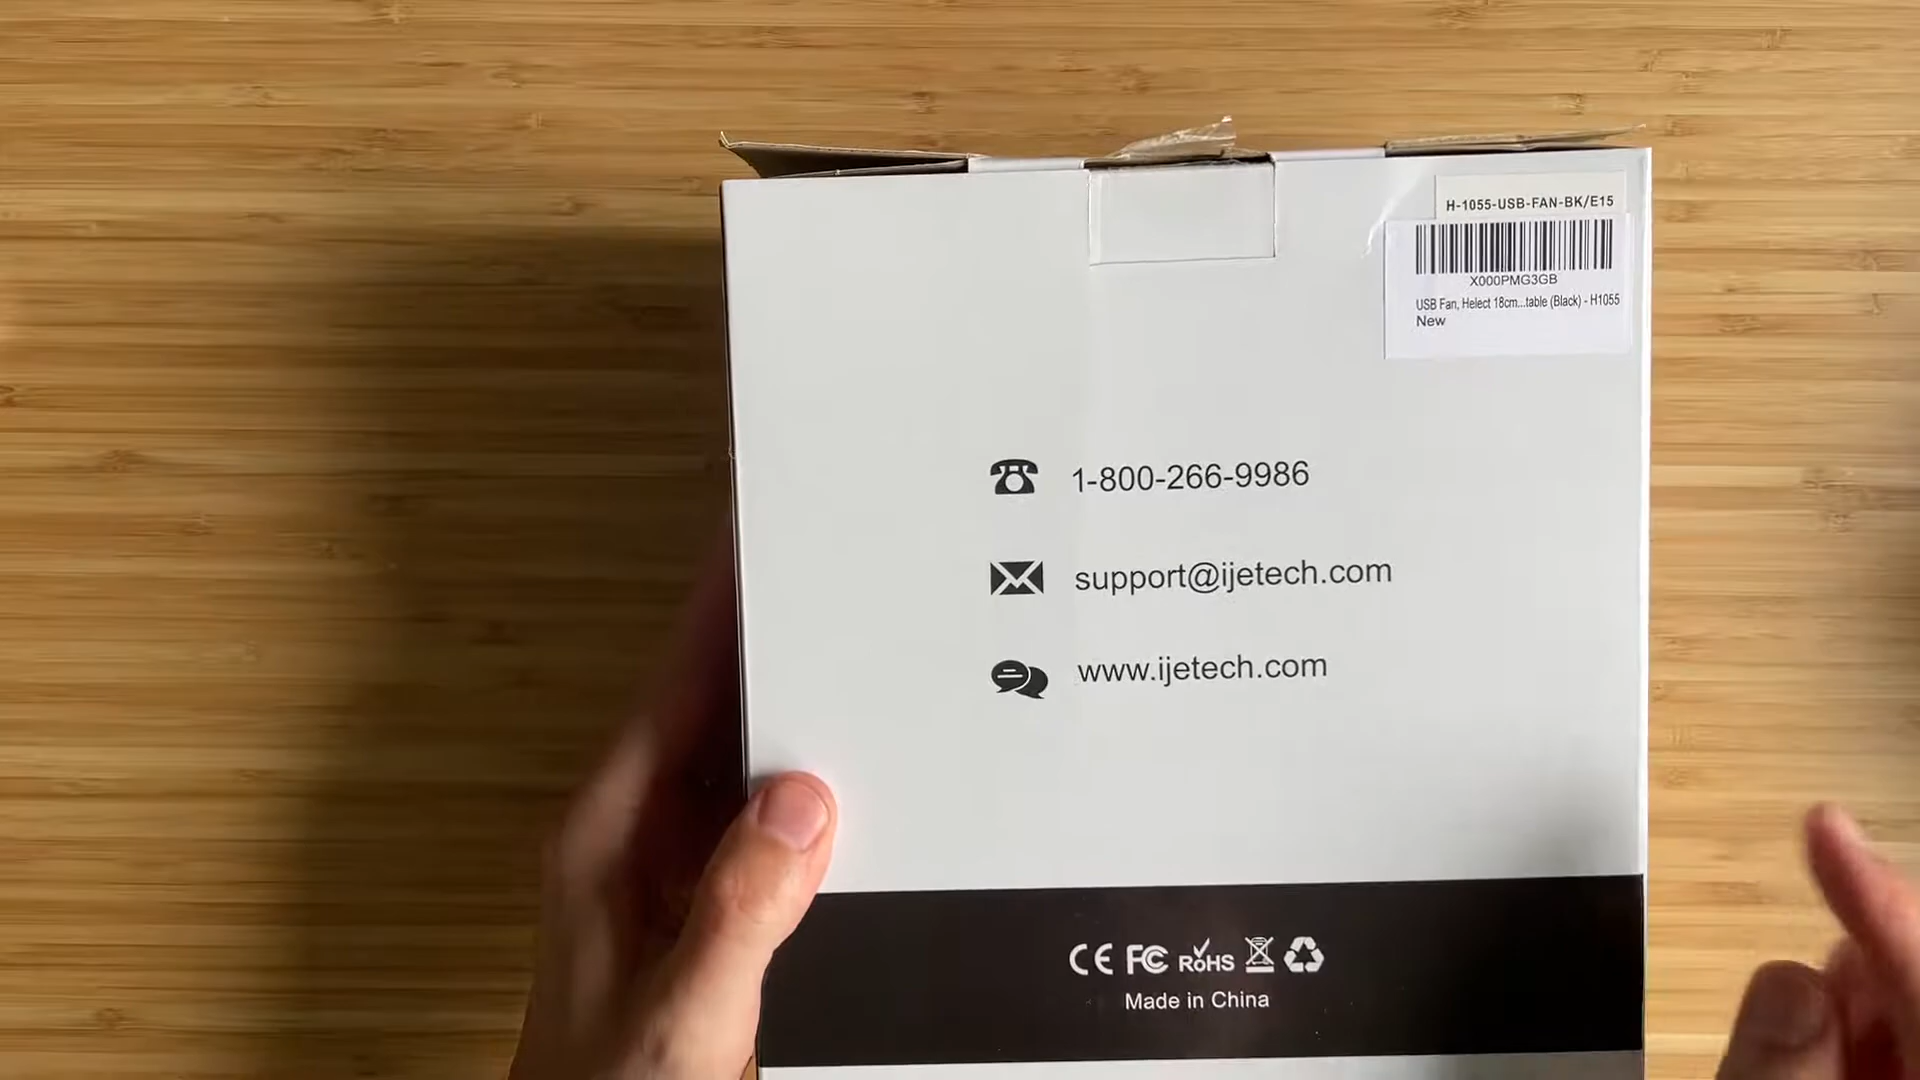 H-1055-USB-FAN-BK/E15
X000PMG3GB
USB Fan, Helect 18cm...table (Black) - H1055
New
1-800-266-9986
support@ijetech.com
www.ijetech.com
CE FC RoHS
Made in China